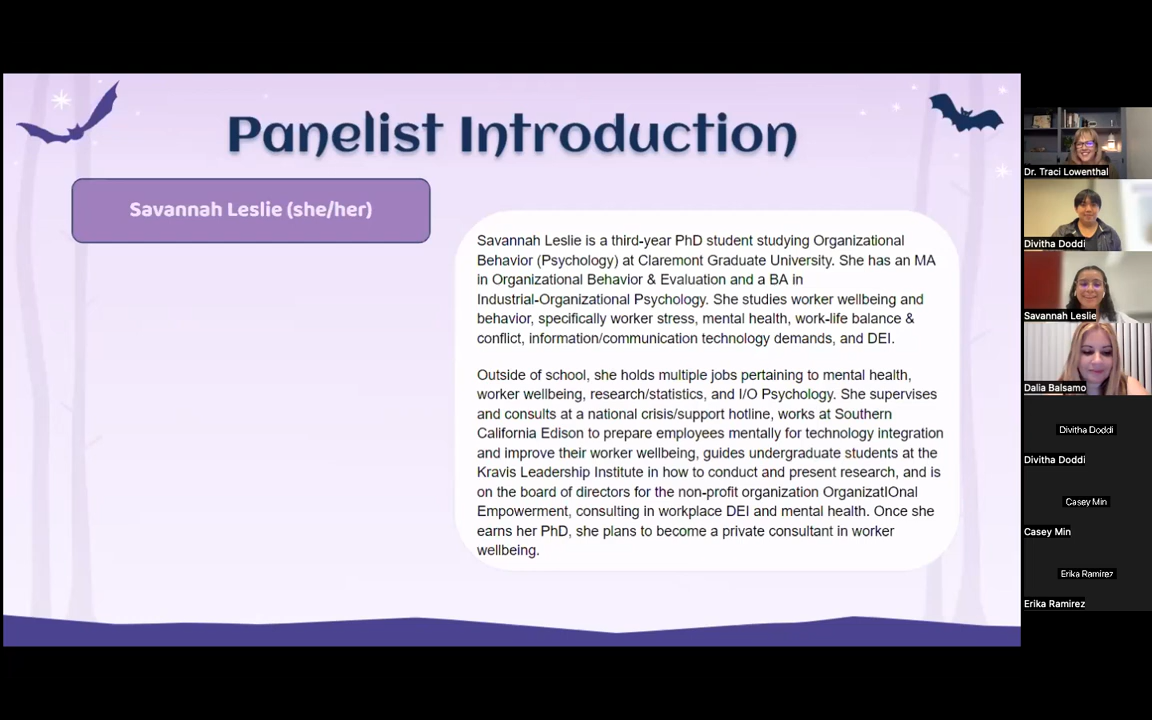 Panelist Introduction
Savannah Leslie (she/her)
Savannah Leslie is a third-year PhD student studying Organizational
Behavior (Psychology) at Claremont Graduate University. She has an MA
in Organizational Behavior & Evaluation and a BA in
Industrial-Organizational Psychology. She studies worker wellbeing and
behavior, specifically worker stress, mental health, work-life balance &
conflict, information/communication technology demands, and DEI.
Outside of school, she holds multiple jobs pertaining to mental health,
worker wellbeing, research/statistics, and I/O Psychology. She supervises
and consults at a national crisis/support hotline, works at Southern
California Edison to prepare employees mentally for technology integration
and improve their worker wellbeing, guides undergraduate students at the
Kravis Leadership Institute in how to conduct and present research, and is
on the board of directors for the non-profit organization OrganizatIOnal
Empowerment, consulting in workplace DEI and mental health. Once she
earns her PhD, she plans to become a private consultant in worker
wellbeing.
Dr. Traci Lowenthal
Divitha Doddi
Savannah Leslie
Dalia Balsamo
Divitha Doddi
Divitha Doddi
Casey Min
Casey Min
Erika Ramirez
Erika Ramirez